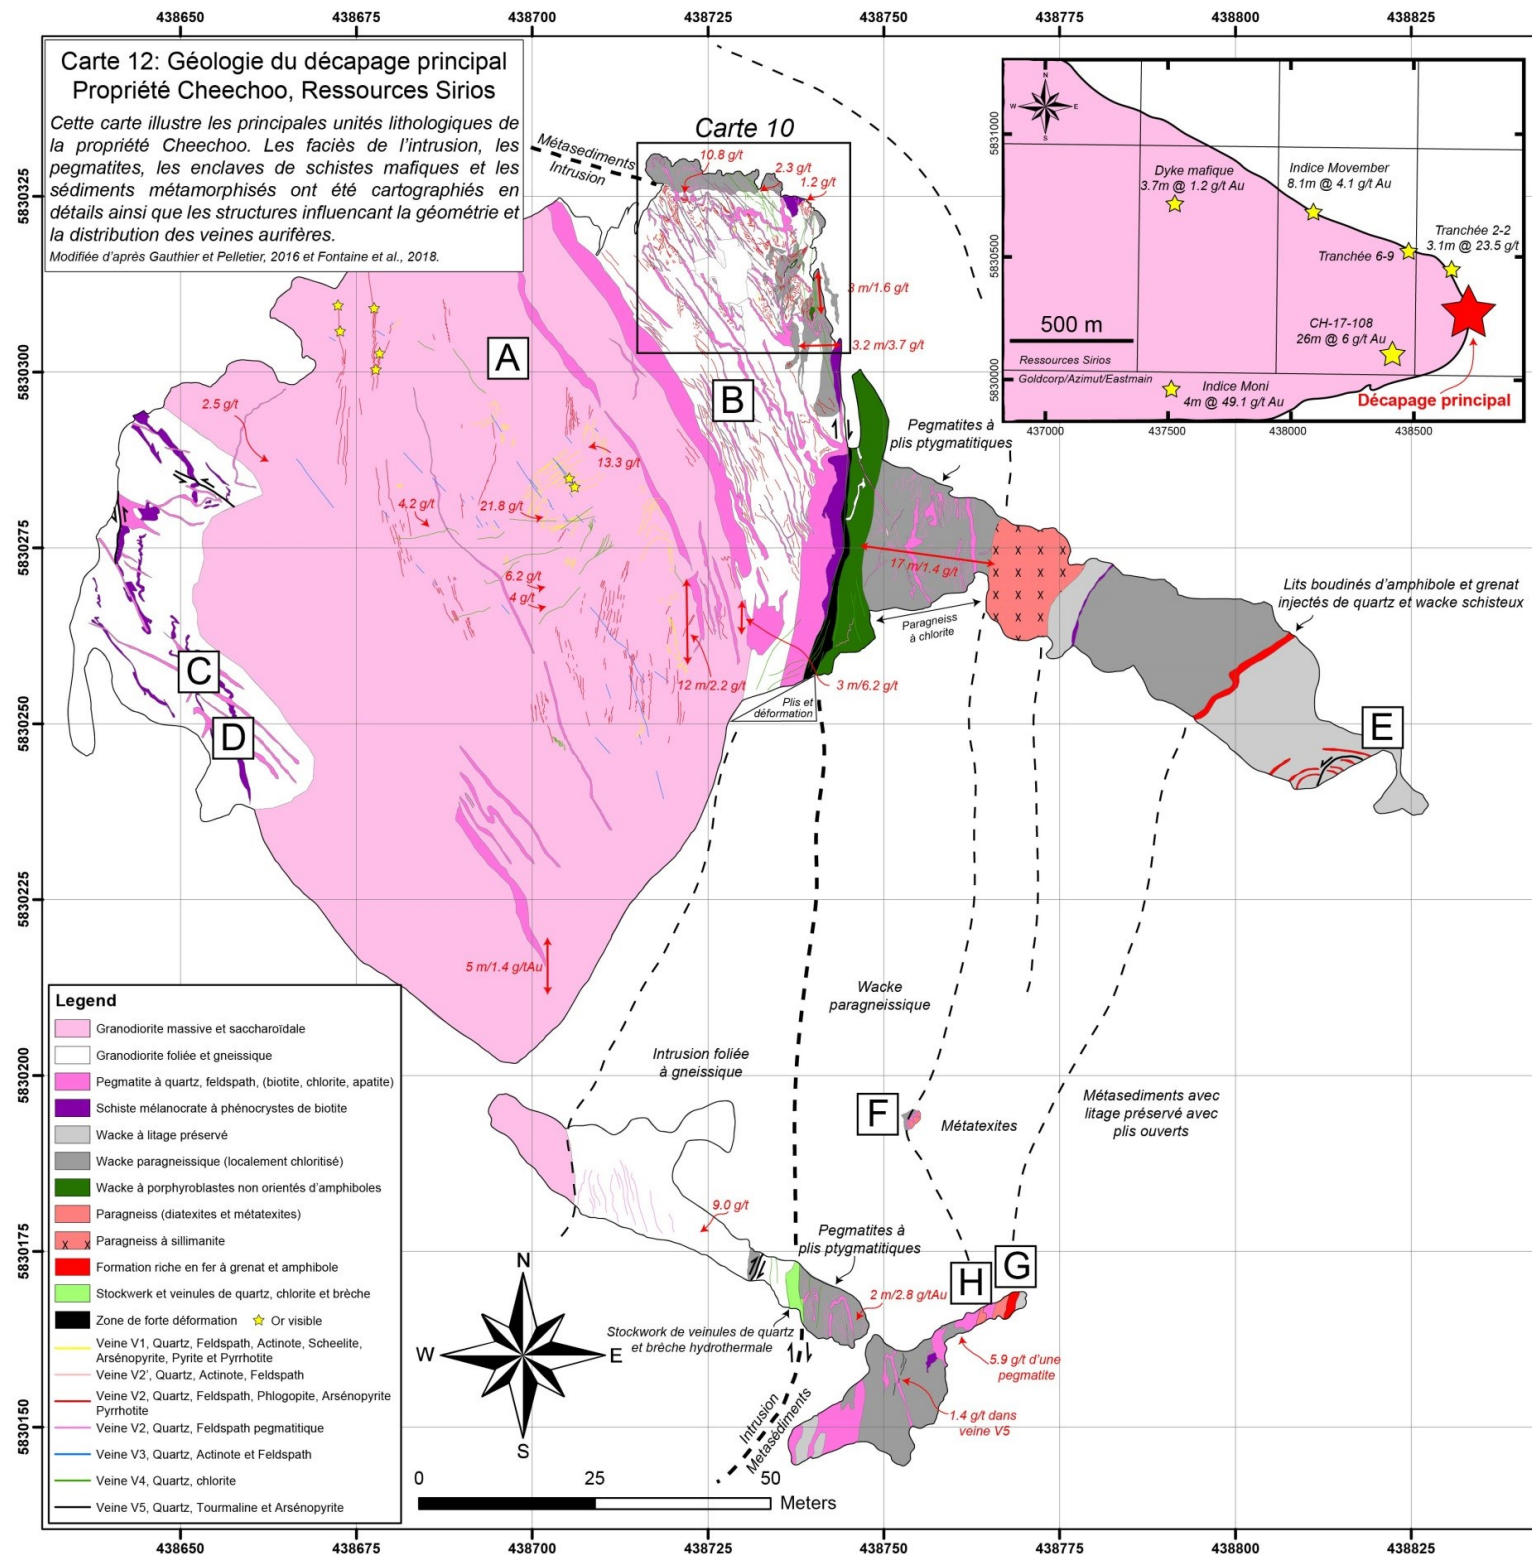 438650 438675 438700 438725 438750 438775 438800 438825
Carte 12: Géologie du décapage principal
Propriété Cheechoo, Ressources Sirios
Cette carte illustre les principales unités lithologiques de
la propriété Cheechoo. Les faciès de l'intrusion, les
pegmatites, les enclaves de schistes mafiques et les
sédiments métamorphisés ont été cartographiés en
détails ainsi que les structures influencant la géométrie et
la distribution des veines aurifères.
Modifiée d'après Gauthier et Pelletier, 2016 et Fontaine et al., 2018.
Métasediments
Intrusion
Carte 10
10.8 g/t
2.3 g/t
1.2 g/t
3 m/1.6 g/t
3.2 m/3.7 g/t
N
W E
S
Dyke mafique
3.7m @ 1.2 g/t Au
Indice Movember
8.1m @ 4.1 g/t Au
Tranchée 2-2
3.1m @ 23.5 g/t
Tranchée 6-9
500 m
CH-17-108
26m @ 6 g/t Au
Ressources Sirios
Goldcorp/Azimut/Eastmain
Indice Moni
4m @ 49.1 g/t Au
Décapage principal
5831000
5830500
5830000
437000 437500 438000 438500
5830325
5830300
5830275
5830250
5830225
5830200
5830175
5830150
A
B
2.5 g/t
13.3 g/t
4.2 g/t
21.8 g/t
6.2 g/t
4 g/t
Pegmatites à
plis ptygmatitiques
17 m/1.4 g/t
Paragneiss
à chlorite
X X X X
X X X X
X X X X
X X X X
X X X
X
Lits boudinés d'amphibole et grenat
injectés de quartz et wacke schisteux
C
D
12 m/2.2 g/t
3 m/6.2 g/t
Plis et
déformation
E
5 m/1.4 g/tAu
Wacke
paragneissique
Intrusion foliée
à gneissique
F
Métatexites
Métasediments avec
litage préservé avec
plis ouverts
9.0 g/t
Pegmatites à
plis ptygmatitiques
H
G
2 m/2.8 g/tAu
Stockwork de veinules de quartz
et brèche hydrothermale
5.9 g/t d'une
pegmatite
1.4 g/t dans
veine V5
Intrusion
Metasédiments
N
W E
S
0 25 50
Meters
Legend
Granodiorite massive et saccharoïdale
Granodiorite foliée et gneissique
Pegmatite à quartz, feldspath, (biotite, chlorite, apatite)
Schiste mélanocrate à phénocrystes de biotite
Wacke à litage préservé
Wacke paragneissique (localement chloritisé)
Wacke à porphyroblastes non orientés d'amphiboles
Paragneiss (diatexites et métatexites)
X X Paragneiss à sillimanite
Formation riche en fer à grenat et amphibole
Stockwork et veinules de quartz, chlorite et brèche
Zone de forte déformation Or visible
Veine V1, Quartz, Feldspath, Actinote, Scheelite,
Arsénopyrite, Pyrite et Pyrrhotite
Veine V2', Quartz, Actinote, Feldspath
Veine V2, Quartz, Feldspath, Phlogopite, Arsénopyrite
Pyrrhotite
Veine V2, Quartz, Feldspath pegmatitique
Veine V3, Quartz, Actinote et Feldspath
Veine V4, Quartz, chlorite
Veine V5, Quartz, Tourmaline et Arsénopyrite
438650 438675 438700 438725 438750 438775 438800 438825